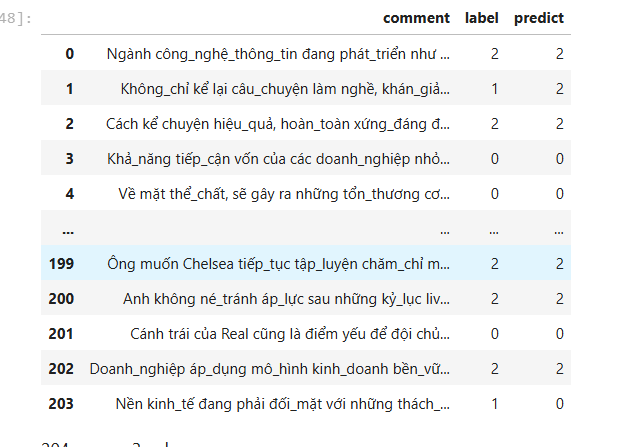 48]: comment label predict
0 Ngành công_nghệ_thông_tin đang phát_triển như ... 2 2
1 Không_chỉ kể lại câu_chuyện làm nghề, khán_giả... 1 2
2 Cách kể chuyện hiệu_quả, hoàn_toàn xứng_đáng đ... 2 2
3 Khả_năng tiếp_cận vốn của các doanh_nghiệp nhỏ... 0 0
4 Về mặt thể_chất, sẽ gây ra những tổn_thương cơ... 0 0
... ... ... ...
199 Ông muốn Chelsea tiếp_tục tập_luyện chăm_chỉ m... 2 2
200 Anh không né_tránh áp_lực sau những kỷ_lục liv... 2 2
201 Cánh trái của Real cũng là điểm yếu để đội chủ... 0 0
202 Doanh_nghiệp áp_dụng mô_hình kinh_doanh bền_vữ... 2 2
203 Nền kinh_tế đang phải đối_mặt với những thách_... 1 0